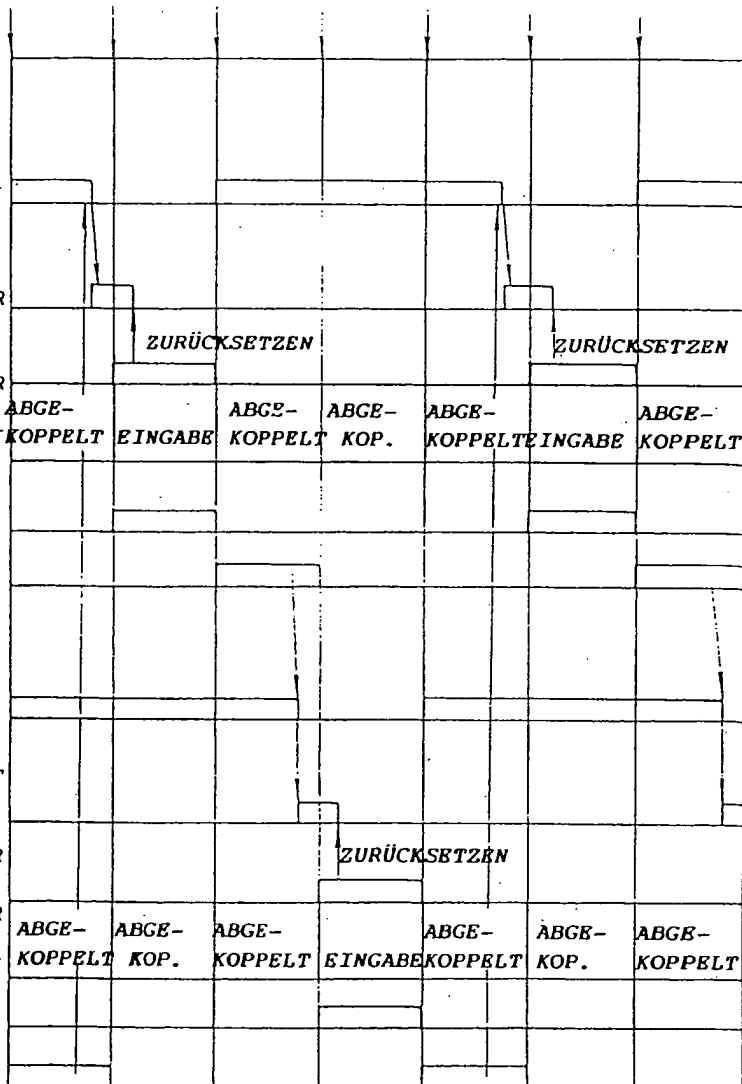 R
ZURÜCKSETZEN ZURÜCKSETZEN
R
ABGE- ABGE- ABGE- ABGE- ABGE-
KOPPELT EINGABE KOPPELT KOP. KOPPELT EINGABE KOPPELT
ZURÜCKSETZEN
R
R
ABGE- ABGE- ABGE- ABGE- ABGE- ABGE-
KOPPELT KOP. KOPPELT EINGABE KOPPELT KOP. KOPPELT